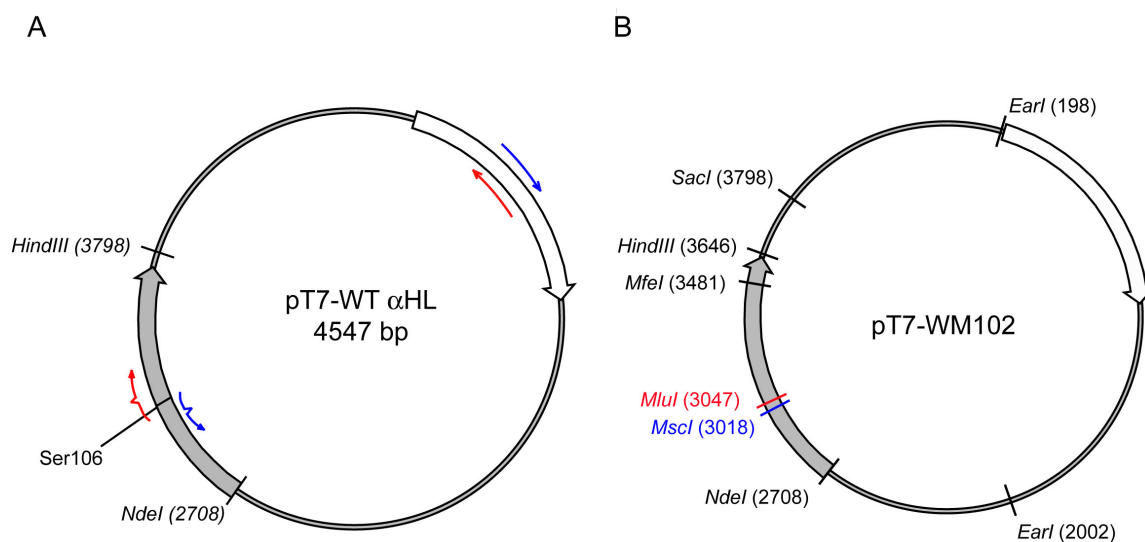 A
HindIII (3798)
pT7-WT αHL
4547 bp
Ser106
NdeI (2708)
B
EarI (198)
SacI (3798)
HindIII (3646)
MfeI (3481)
pT7-WM102
MluI (3047)
MscI (3018)
NdeI (2708)
EarI (2002)